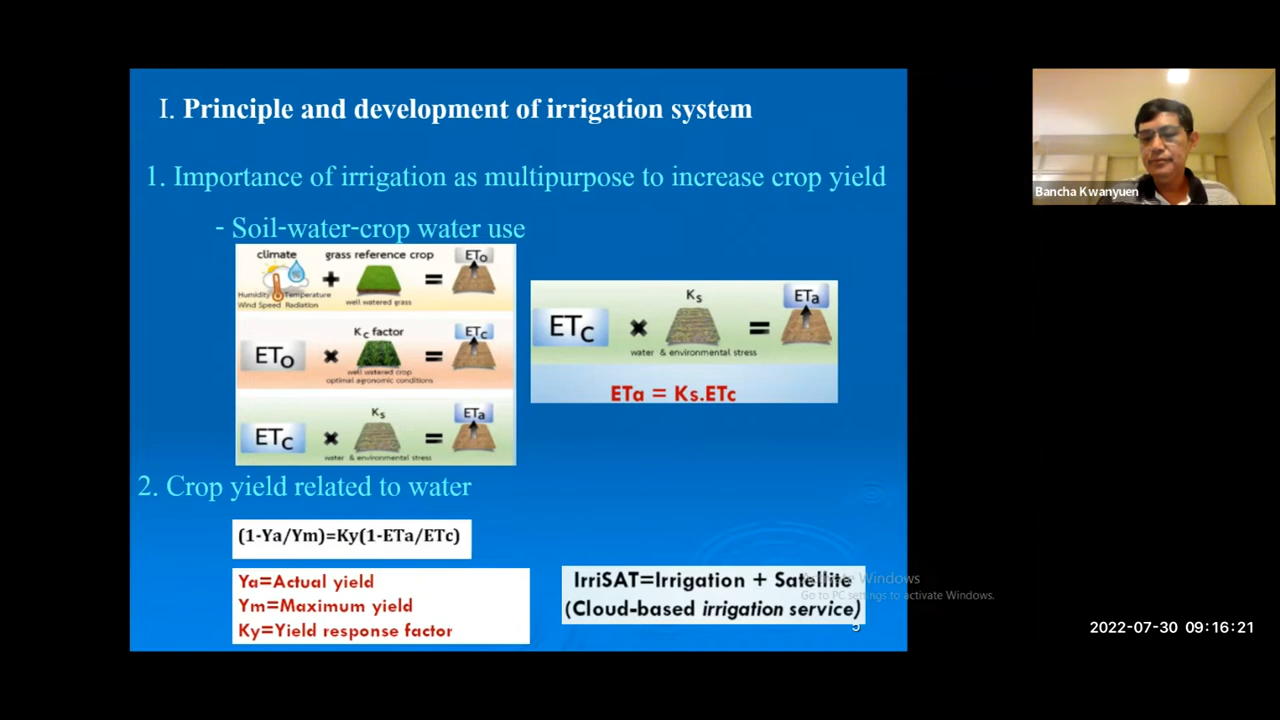 I. Principle and development of irrigation system
1. Importance of irrigation as multipurpose to increase crop yield
- Soil-water-crop water use
climate grass reference crop ETo
+ =
Humidity Temperature
Wind Speed Radiation
well watered grass
Kc factor ETc
ETo × =
well watered crop
optimal agronomic conditions
Ks ETa
ETc × =
water & environmental stress
Ks ETa
ETc × =
water & environmental stress
ETa = Ks.ETc
2. Crop yield related to water
(1-Ya/Ym)=Ky(1-ETa/ETc)
Ya=Actual yield
Ym=Maximum yield
Ky=Yield response factor
IrriSAT=Irrigation + Satellite
(Cloud-based irrigation service)
5
Activate Windows
Go to PC settings to activate Windows.
Bancha Kwanyuen
2022-07-30 09:16:21